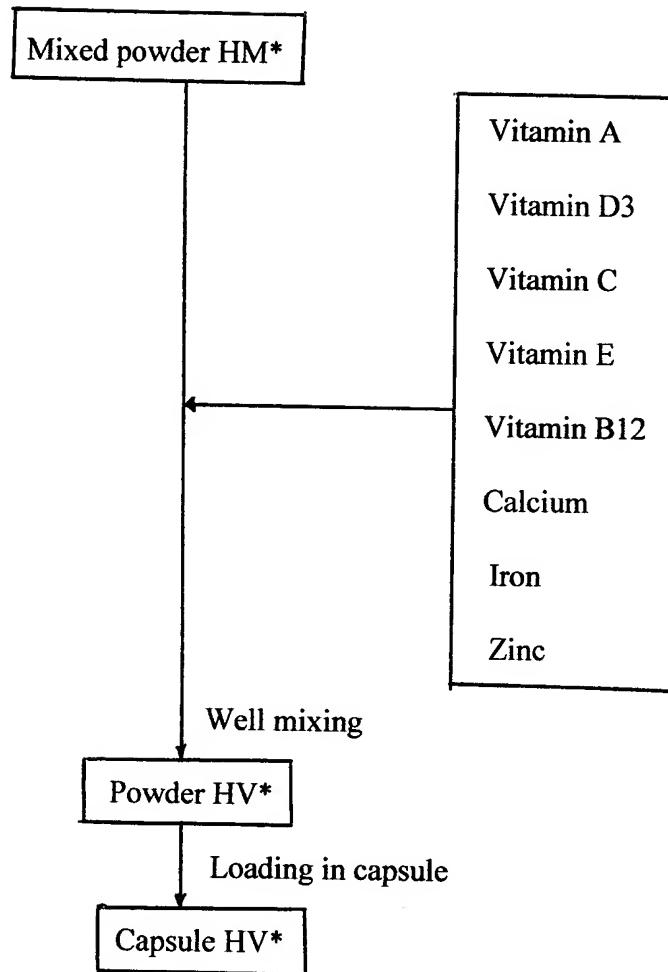 Mixed powder HM*
Vitamin A
Vitamin D3
Vitamin C
Vitamin E
Vitamin B12
Calcium
Iron
Zinc
Well mixing
Powder HV*
Loading in capsule
Capsule HV*